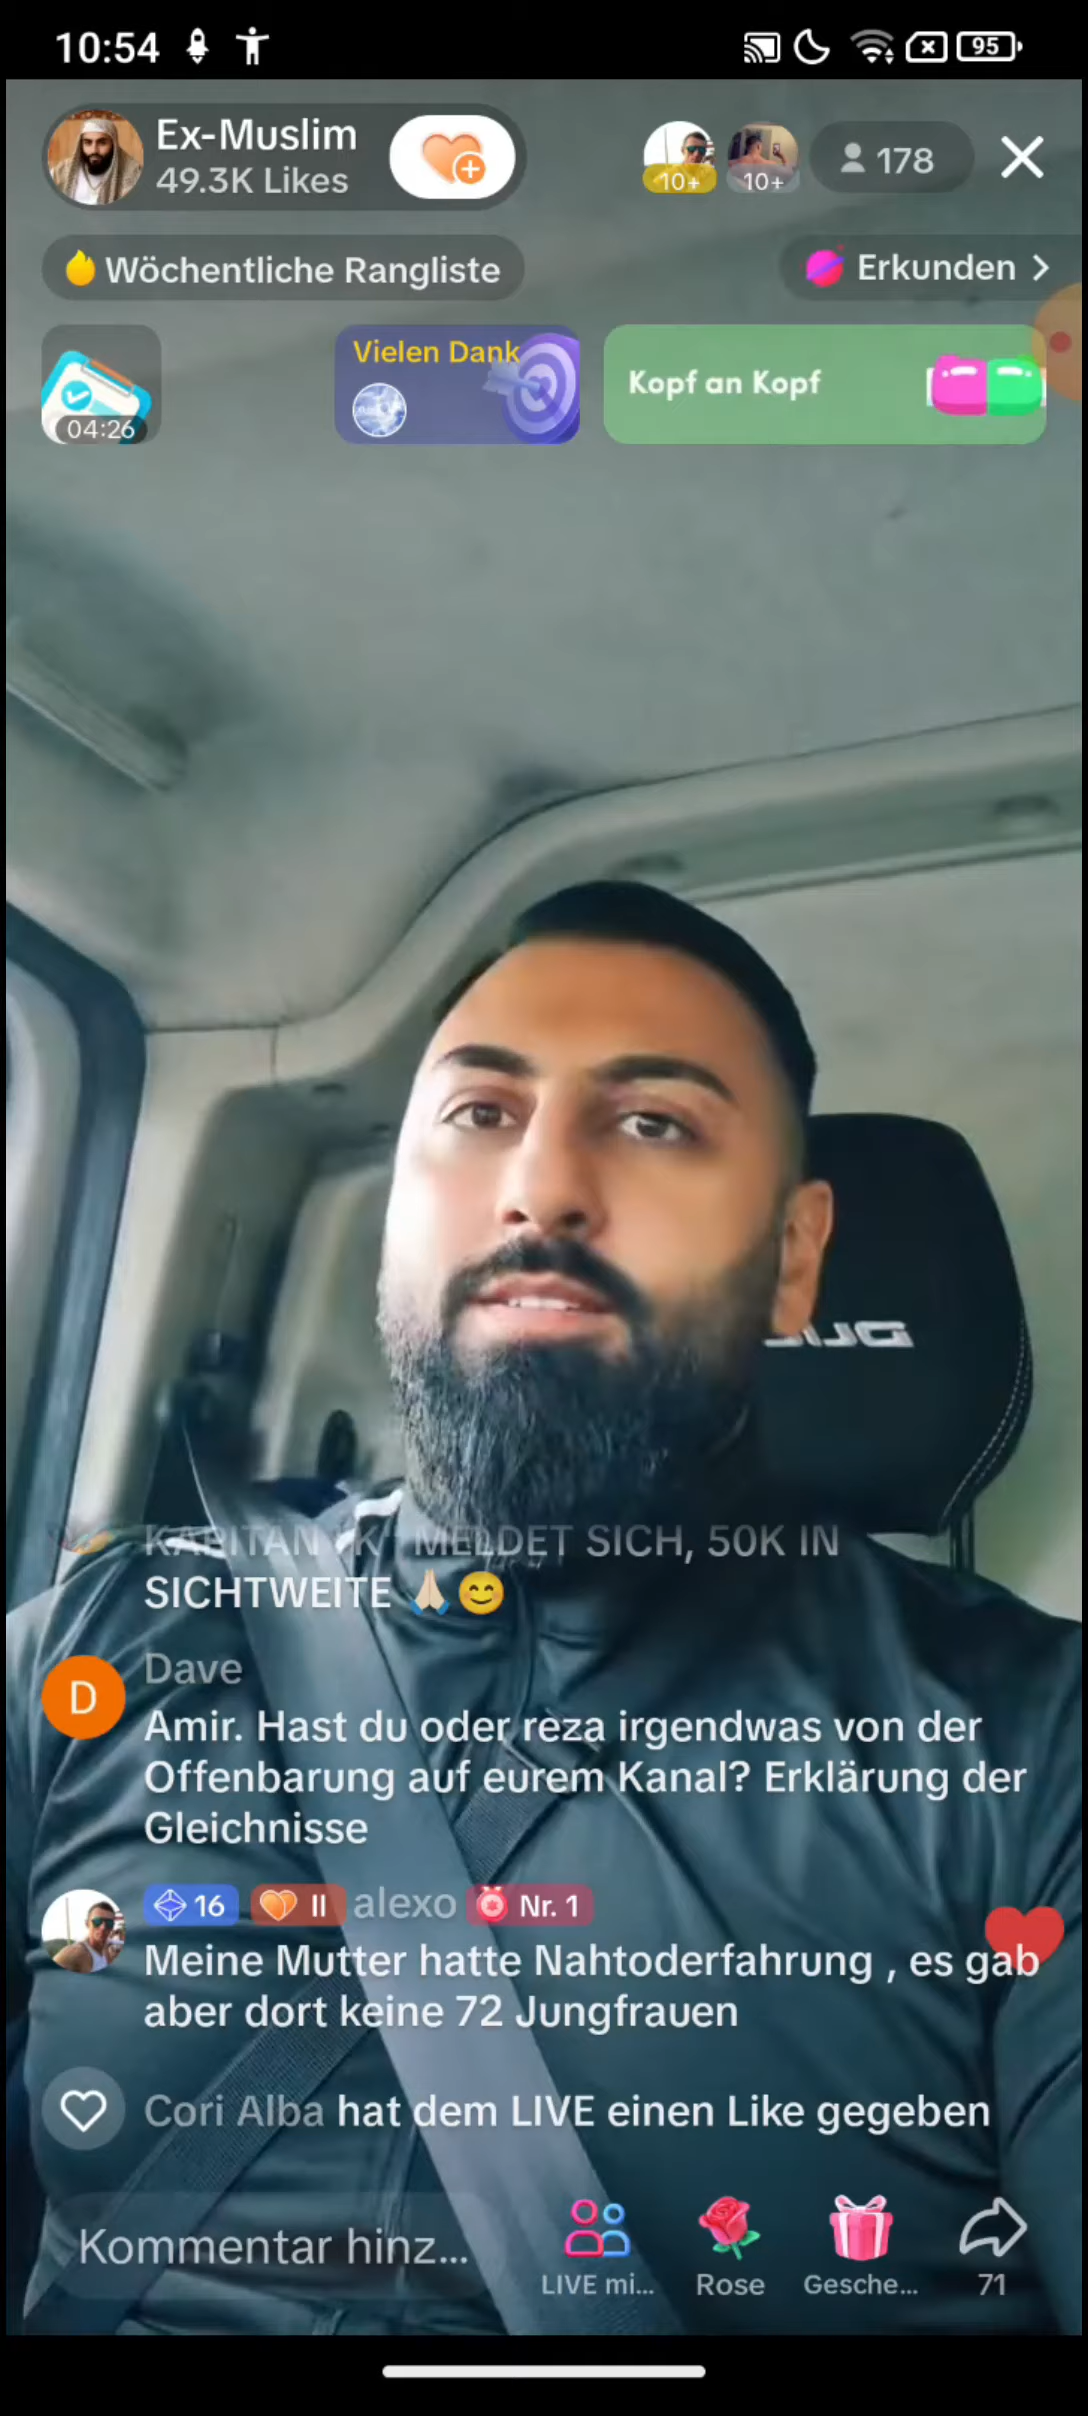 10:54
95
Ex-Muslim
49.3K Likes
10+
10+
178
Wöchentliche Rangliste
Erkunden >
Vielen Dank
Kopf an Kopf
04:26
KAPITAN K MELDET SICH, 50K IN
SICHTWEITE 🙏🏼😊
Dave
D
Amir. Hast du oder reza irgendwas von der
Offenbarung auf eurem Kanal? Erklärung der
Gleichnisse
16 II alexo Nr. 1
Meine Mutter hatte Nahtoderfahrung , es gab
aber dort keine 72 Jungfrauen
Cori Alba hat dem LIVE einen Like gegeben
Kommentar hinz...
LIVE mi...
Rose
Gesche...
71